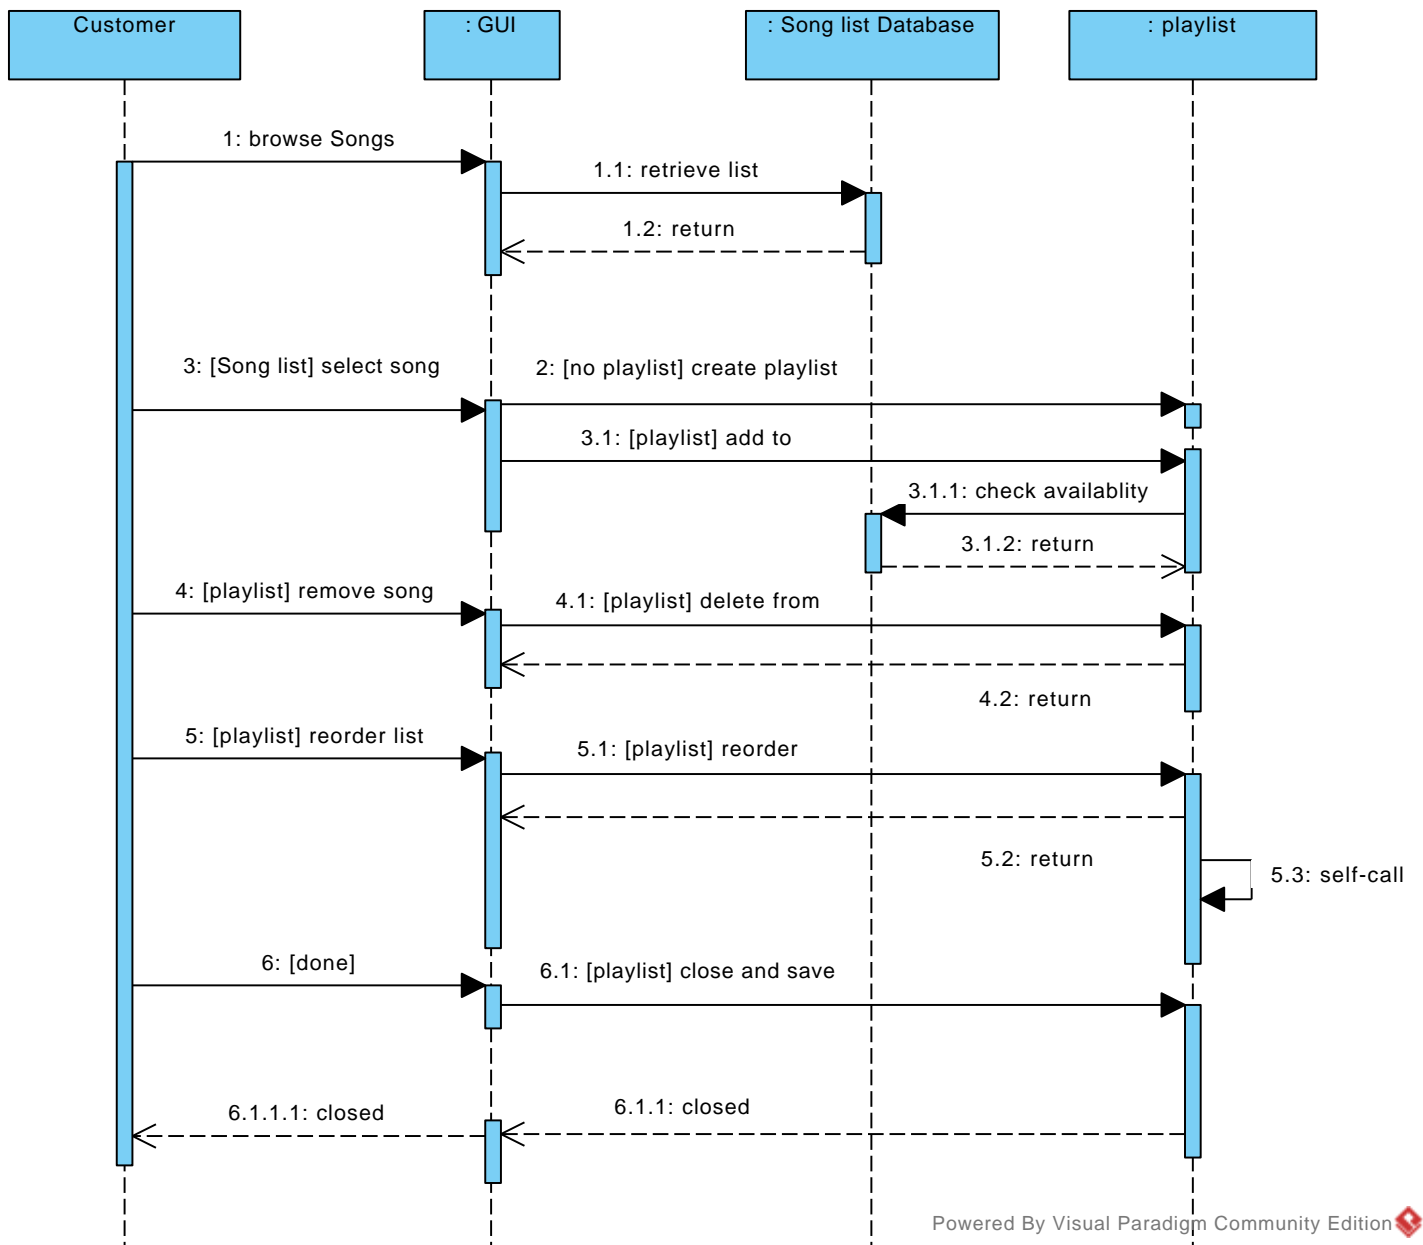 Customer
: GUI
: Song list Database
: playlist
1: browse Songs
1.1: retrieve list
1.2: return
3: [Song list] select song
2: [no playlist] create playlist
3.1: [playlist] add to
3.1.1: check availablity
3.1.2: return
4: [playlist] remove song
4.1: [playlist] delete from
4.2: return
5: [playlist] reorder list
5.1: [playlist] reorder
5.2: return
5.3: self-call
6: [done]
6.1: [playlist] close and save
6.1.1.1: closed
6.1.1: closed
Powered By Visual Paradigm Community Edition